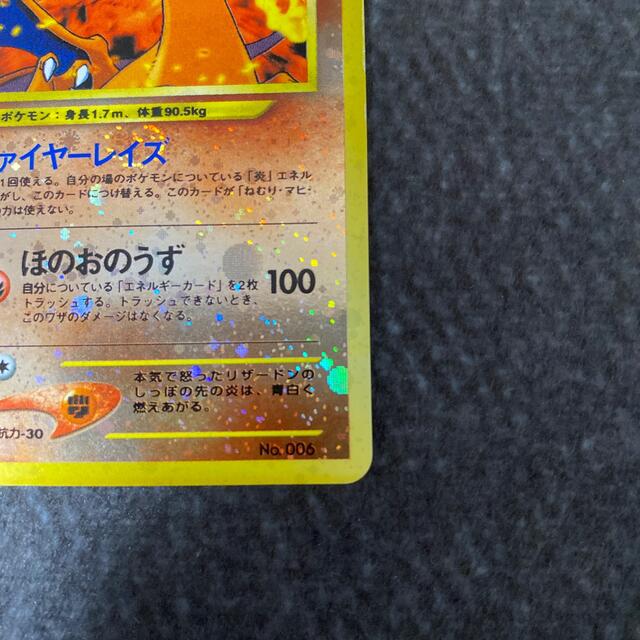 ポケモン：身長1.7m、体重90.5kg
ァイヤーレイズ
1回使える。自分の場のポケモンについている「炎」エネル
がし、このカードにつけ替える。このカードが「ねむり・マヒ・
力は使えない。
ほのおのうず
100
自分についている「エネルギーカード」を2枚
トラッシュする。トラッシュできないとき、
このワザのダメージはなくなる。
本気で怒ったリザードンの
しっぽの先の炎は、青白く
燃えあがる。
抗力-30
No. 006